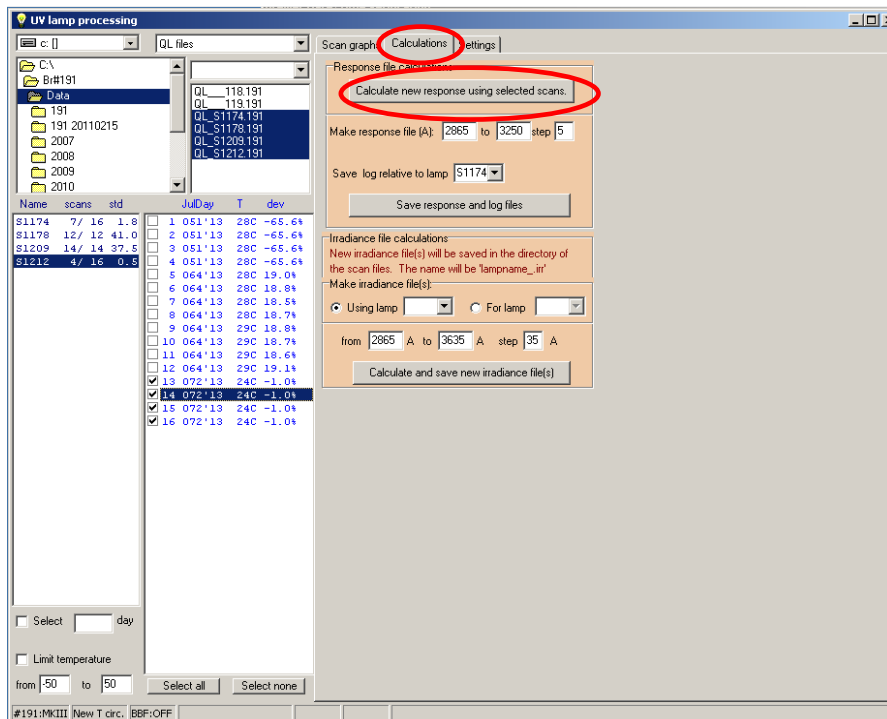 UV lamp processing
c: []
QL files
C:\
Br#191
Data
191
191 20110215
2007
2008
2009
2010
QL___118.191
QL___119.191
QL_S1174.191
QL_S1178.191
QL_S1209.191
QL_S1212.191
Name scans std
S1174 7/ 16 1.8
S1178 12/ 12 41.0
S1209 14/ 14 37.5
S1212 4/ 16 0.5
JulDay T dev
1 051'13 28C -65.6%
2 051'13 28C -65.6%
3 051'13 28C -65.6%
4 051'13 28C -65.6%
5 064'13 28C 19.0%
6 064'13 28C 18.8%
7 064'13 28C 18.5%
8 064'13 28C 18.7%
9 064'13 29C 18.8%
10 064'13 29C 18.7%
11 064'13 29C 18.6%
12 064'13 29C 19.1%
13 072'13 24C -1.0%
14 072'13 24C -1.0%
15 072'13 24C -1.0%
16 072'13 24C -1.0%
Select day
Limit temperature
from -50 to 50
Select all Select none
#191:MKIII New T circ. BBF:OFF
Scan graphs Calculations Settings
Response file calculations
Calculate new response using selected scans.
Make response file (A): 2865 to 3250 step 5
Save log relative to lamp S1174
Save response and log files
Irradiance file calculations
New irradiance file(s) will be saved in the directory of
the scan files. The name will be 'lampname_.irr'
Make irradiance file(s):
Using lamp For lamp
from 2865 A to 3635 A step 35 A
Calculate and save new irradiance file(s)